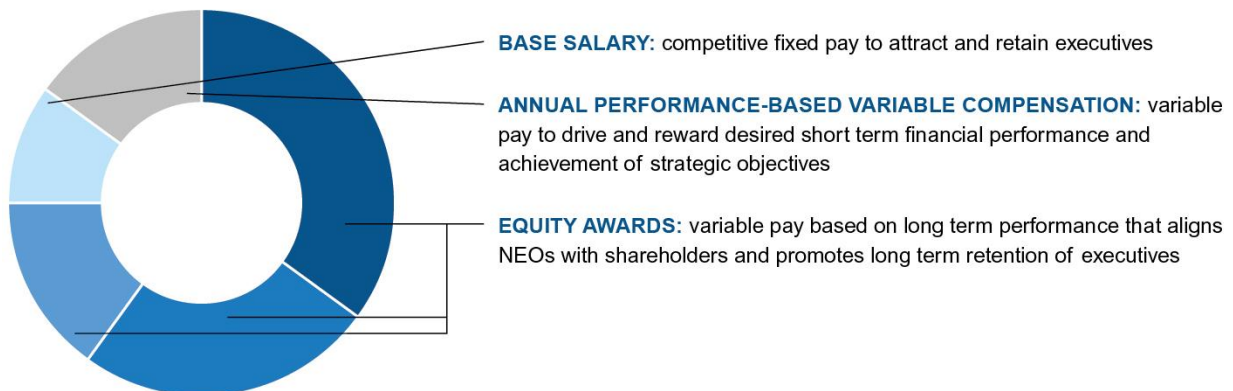 BASE SALARY: competitive fixed pay to attract and retain executives
ANNUAL PERFORMANCE-BASED VARIABLE COMPENSATION: variable
pay to drive and reward desired short term financial performance and
achievement of strategic objectives
EQUITY AWARDS: variable pay based on long term performance that aligns
NEOs with shareholders and promotes long term retention of executives